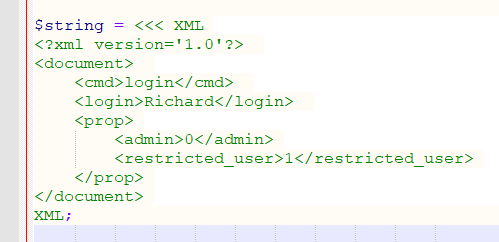 $string = <<< XML
<?xml version='1.0'?>
<document>
    <cmd>login</cmd>
    <login>Richard</login>
    <prop>
        <admin>0</admin>
        <restricted_user>1</restricted_user>
    </prop>
</document>
XML;